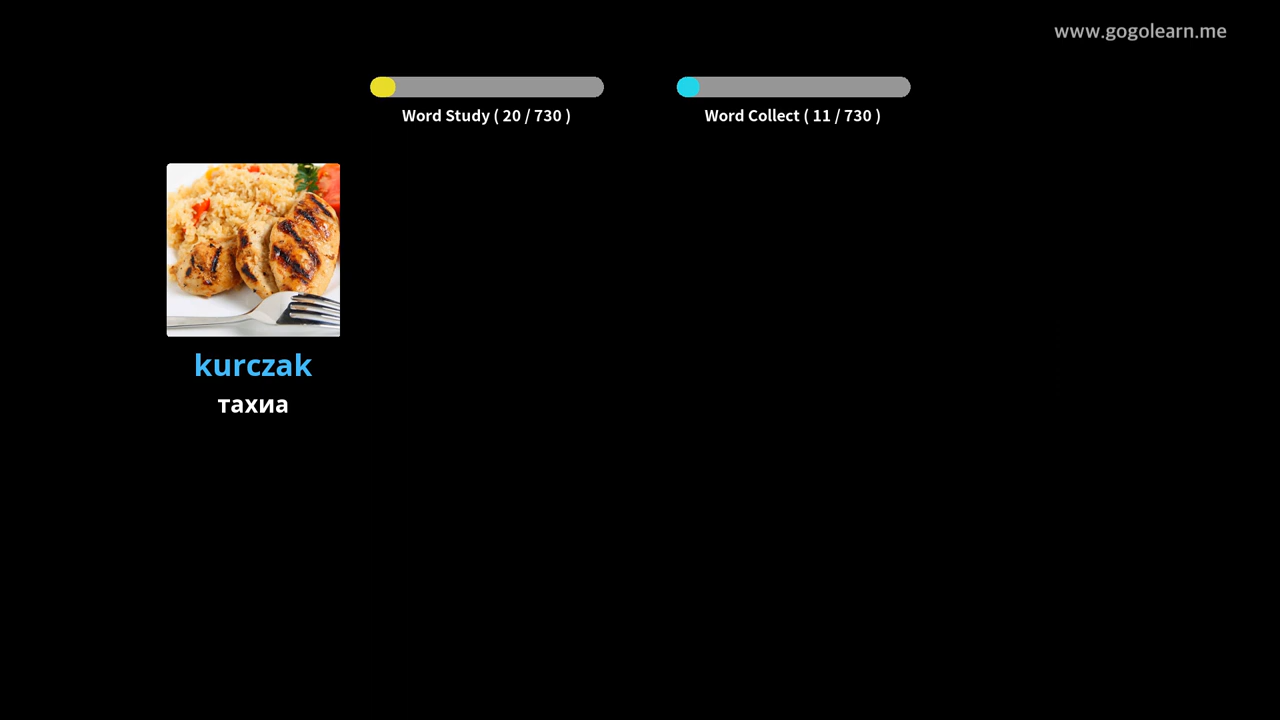 www.gogolearn.me
Word Study ( 20 / 730 )
Word Collect ( 11 / 730 )
kurczak
тахиа